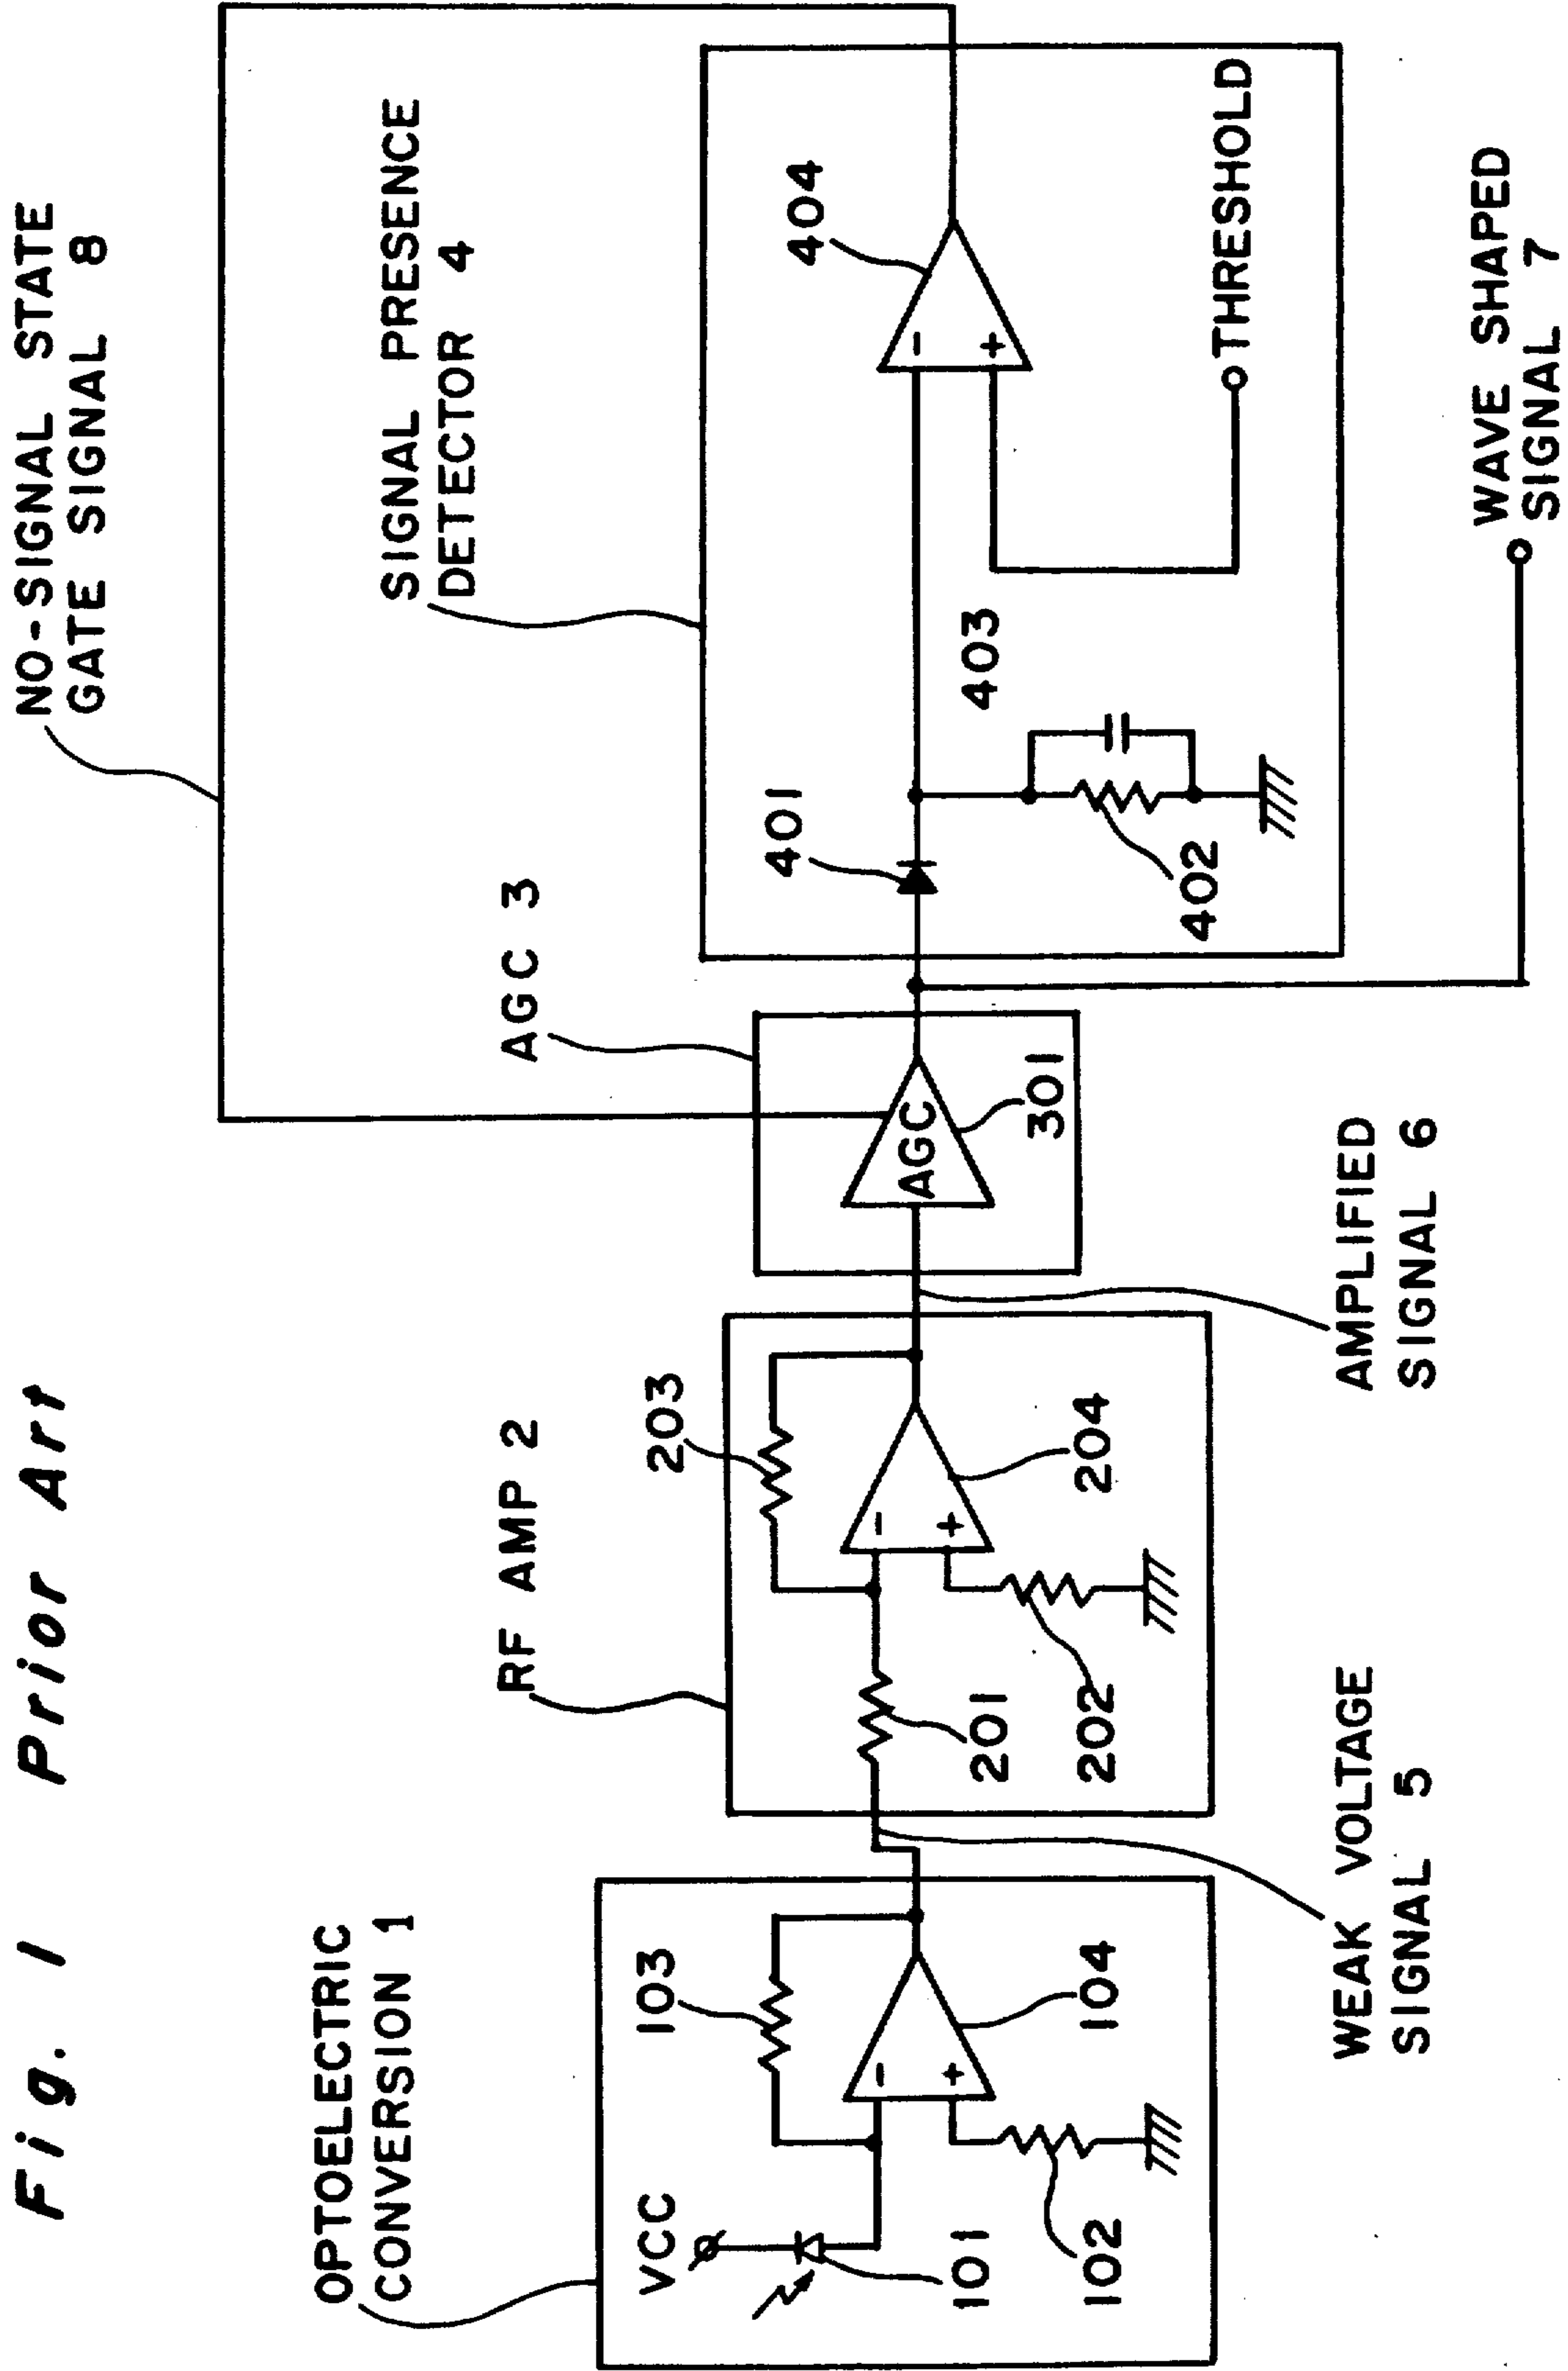 Fig. 1 Prior Art
NO-SIGNAL STATE
GATE SIGNAL 8
OPTOELECTRIC
CONVERSION 1
RF AMP 2
AGC 3
SIGNAL PRESENCE
DETECTOR 4
VCC
103
203
401
404
-
+
-
+
AGC
-
+
101
102
104
201
202
204
301
402
403
THRESHOLD
WEAK VOLTAGE
SIGNAL 5
AMPLIFIED
SIGNAL 6
WAVE SHAPED
SIGNAL 7